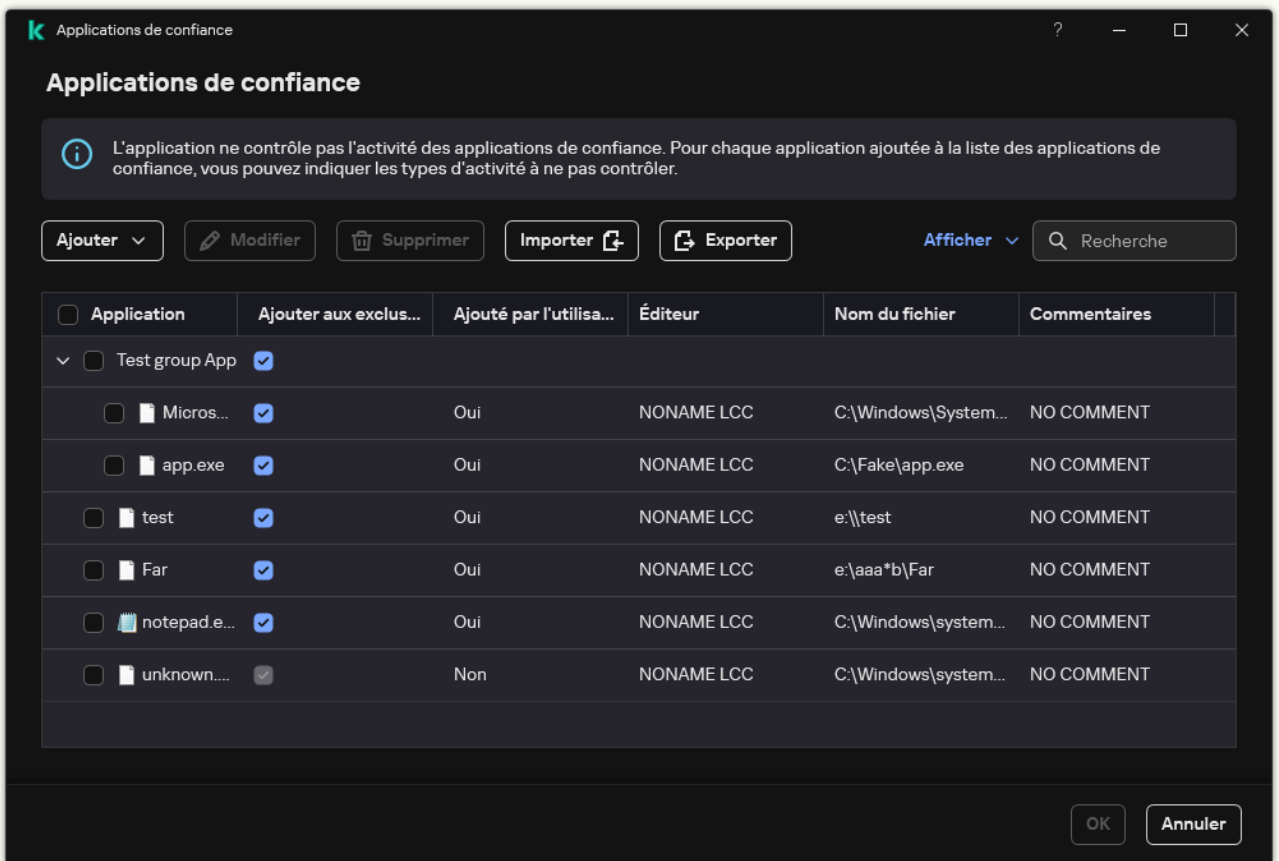 Applications de confiance
?
Applications de confiance
L'application ne contrôle pas l'activité des applications de confiance. Pour chaque application ajoutée à la liste des applications de
confiance, vous pouvez indiquer les types d'activité à ne pas contrôler.
Ajouter Modifier Supprimer Importer Exporter Afficher Recherche
Application Ajouter aux exclus... Ajouté par l'utilisa... Éditeur Nom du fichier Commentaires
Test group App
Micros... Oui NONAME LCC C:\Windows\System... NO COMMENT
app.exe Oui NONAME LCC C:\Fake\app.exe NO COMMENT
test Oui NONAME LCC e:\\test NO COMMENT
Far Oui NONAME LCC e:\aaa*b\Far NO COMMENT
notepad.e... Oui NONAME LCC C:\Windows\system... NO COMMENT
unknown.... Non NONAME LCC C:\Windows\system... NO COMMENT
OK Annuler